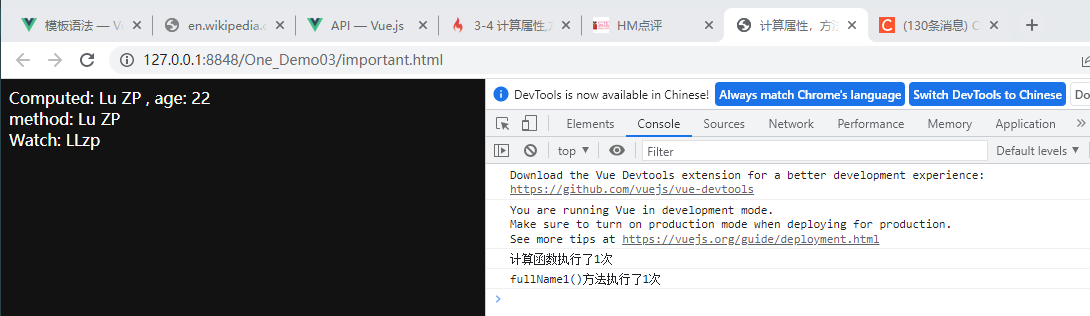 模板语法 — Vu
en.wikipedia.o
API — Vue.js
3-4 计算属性,方
HM点评
计算属性，方法
(130条消息) C
127.0.0.1:8848/One_Demo03/important.html
Computed: Lu ZP , age: 22
method: Lu ZP
Watch: LLzp
DevTools is now available in Chinese!
Always match Chrome's language
Switch DevTools to Chinese
Do
Elements
Console
Sources
Network
Performance
Memory
Application
top
Filter
Default levels
Download the Vue Devtools extension for a better development experience:
https://github.com/vuejs/vue-devtools
You are running Vue in development mode.
Make sure to turn on production mode when deploying for production.
See more tips at https://vuejs.org/guide/deployment.html
计算函数执行了1次
fullName1()方法执行了1次